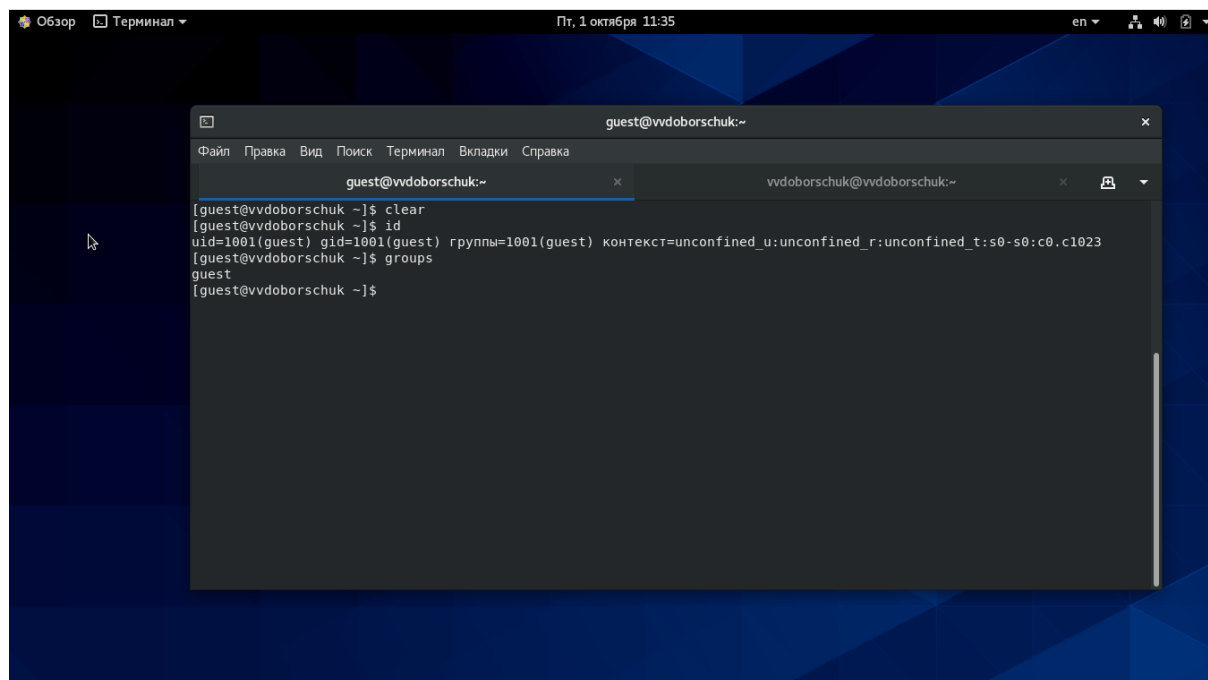 Обзор Терминал Пт, 1 октября 11:35 en
guest@vvdoborschuk:~
Файл Правка Вид Поиск Терминал Вкладки Справка
guest@vvdoborschuk:~ vvdoborschuk@vvdoborschuk:~
[guest@vvdoborschuk ~]$ clear
[guest@vvdoborschuk ~]$ id
uid=1001(guest) gid=1001(guest) группы=1001(guest) контекст=unconfined_u:unconfined_r:unconfined_t:s0-s0:c0.c1023
[guest@vvdoborschuk ~]$ groups
guest
[guest@vvdoborschuk ~]$